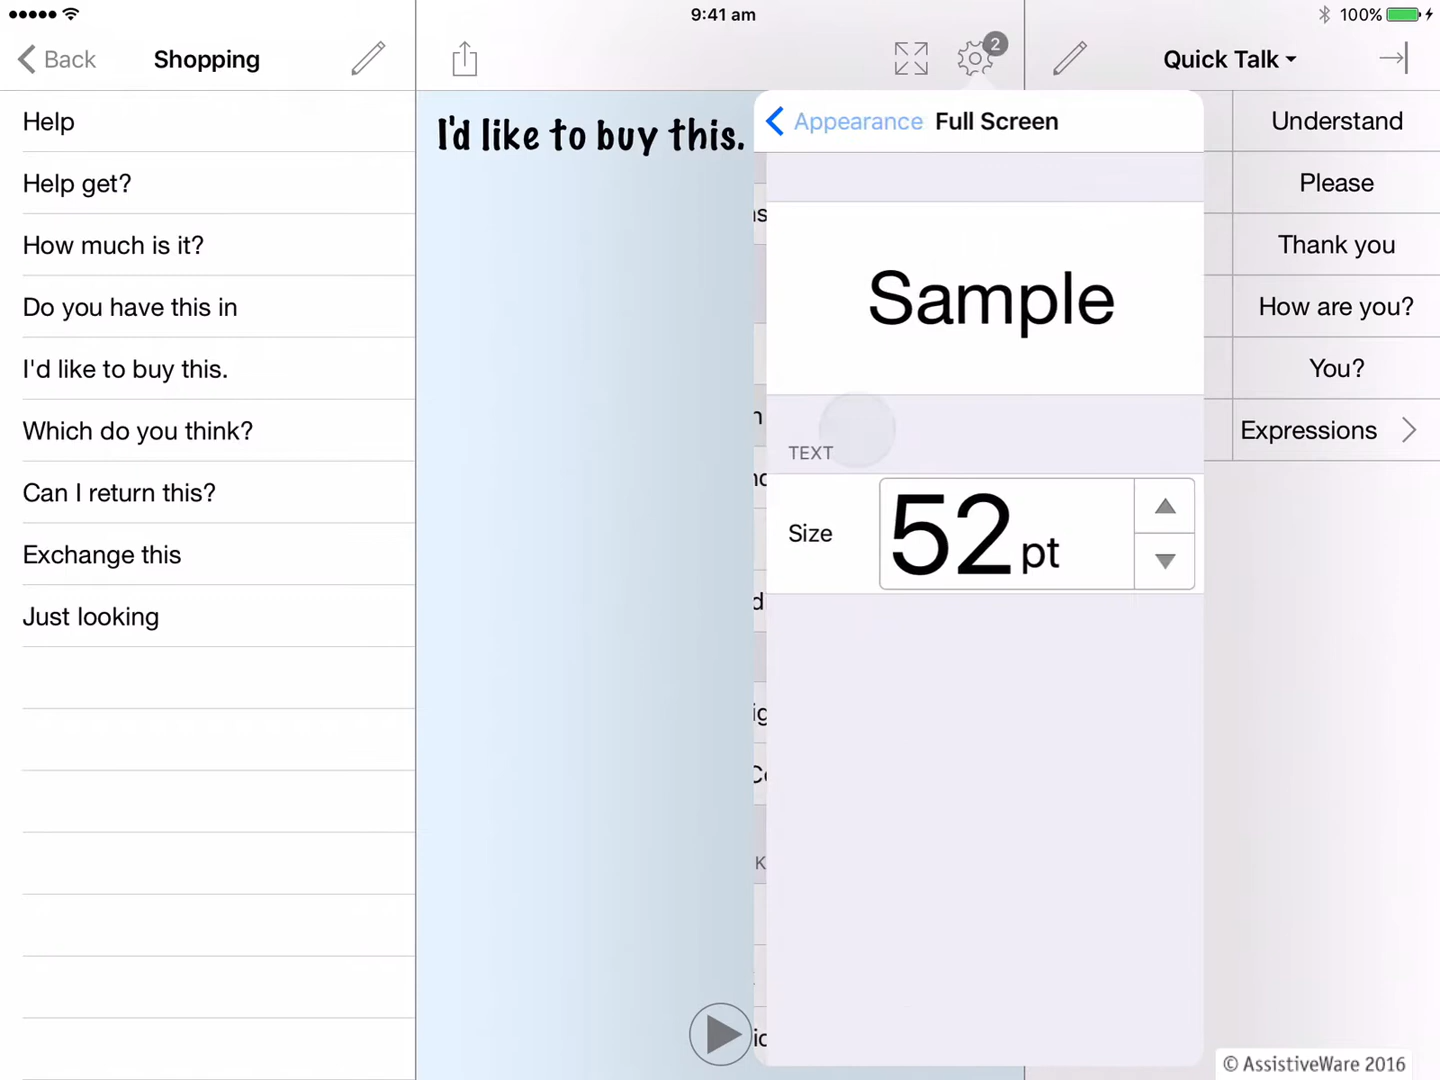 9:41 am
100%
Back
Shopping
2
Quick Talk
Help
Help get?
How much is it?
Do you have this in
I'd like to buy this.
Which do you think?
Can I return this?
Exchange this
Just looking
I'd like to buy this.
Appearance
Full Screen
Sample
TEXT
Size
52 pt
Understand
Please
Thank you
How are you?
You?
Expressions
© AssistiveWare 2016